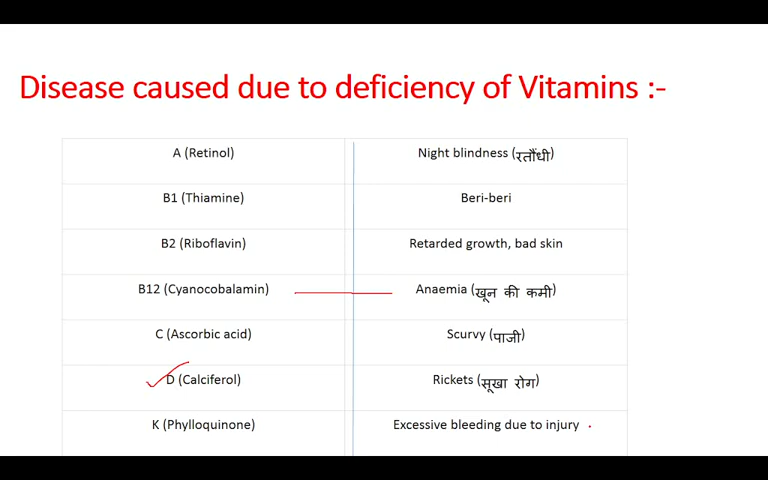 Disease caused due to deficiency of Vitamins :-
A (Retinol) Night blindness (रतौंधी)
B1 (Thiamine) Beri-beri
B2 (Riboflavin) Retarded growth, bad skin
B12 (Cyanocobalamin) Anaemia (खून की कमी)
C (Ascorbic acid) Scurvy (पाजी)
D (Calciferol) Rickets (सूखा रोग)
K (Phylloquinone) Excessive bleeding due to injury